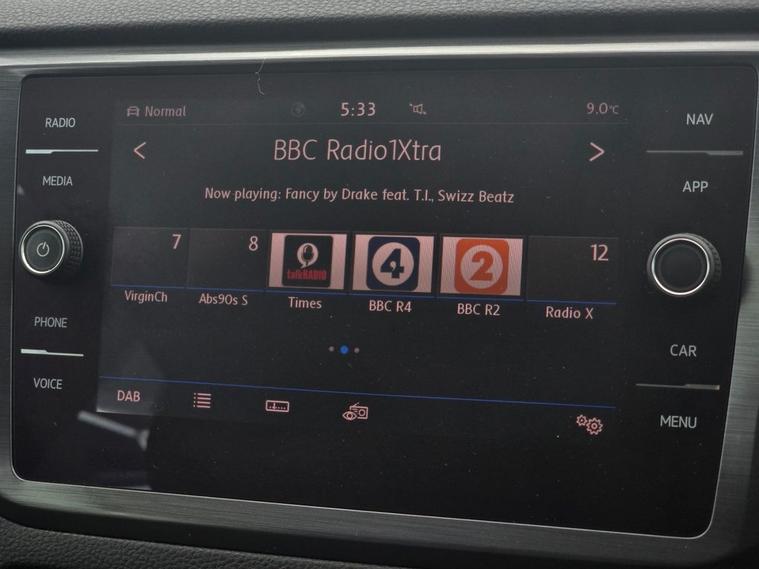 RADIO
MEDIA
PHONE
VOICE
Normal
5:33
9.0°C
< BBC Radio1Xtra >
Now playing: Fancy by Drake feat. T.I., Swizz Beatz
7
8
talkRADIO
4
2
12
VirginCh
Abs90s S
Times
BBC R4
BBC R2
Radio X
DAB
NAV
APP
CAR
MENU